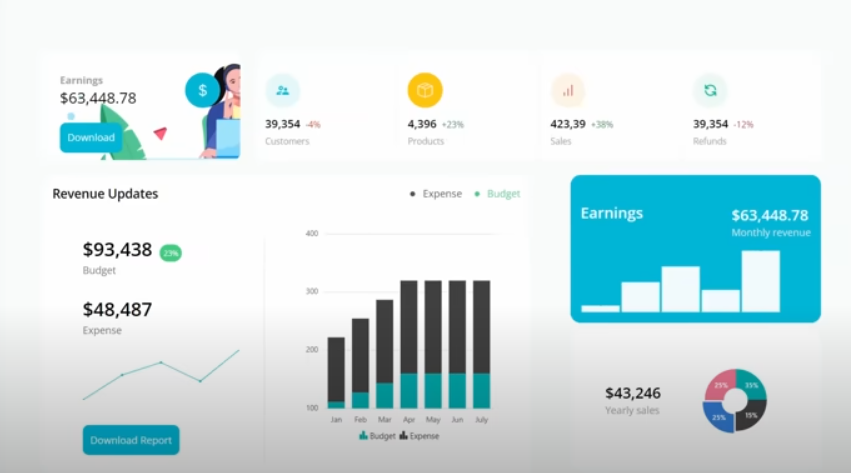 Earnings
$63,448.78
Download
$
39,354 -4%
Customers
4,396 +23%
Products
423,39 +38%
Sales
39,354 -12%
Refunds
Revenue Updates
Expense
Budget
$93,438 23%
Budget
$48,487
Expense
Download Report
400
300
200
100
Jan Feb Mar Apr May Jun July
Budget Expense
Earnings
$63,448.78
Monthly revenue
$43,246
Yearly sales
25% 35%
25% 15%